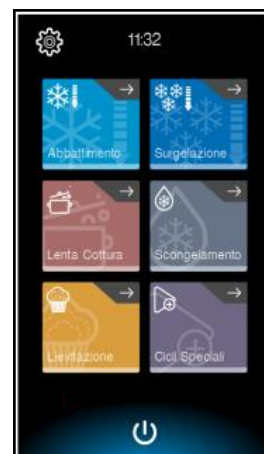 11:32
Abbattimento
Surgelazione
Lenta Cottura
Scongelamento
Lievitazione
Cicli Speciali